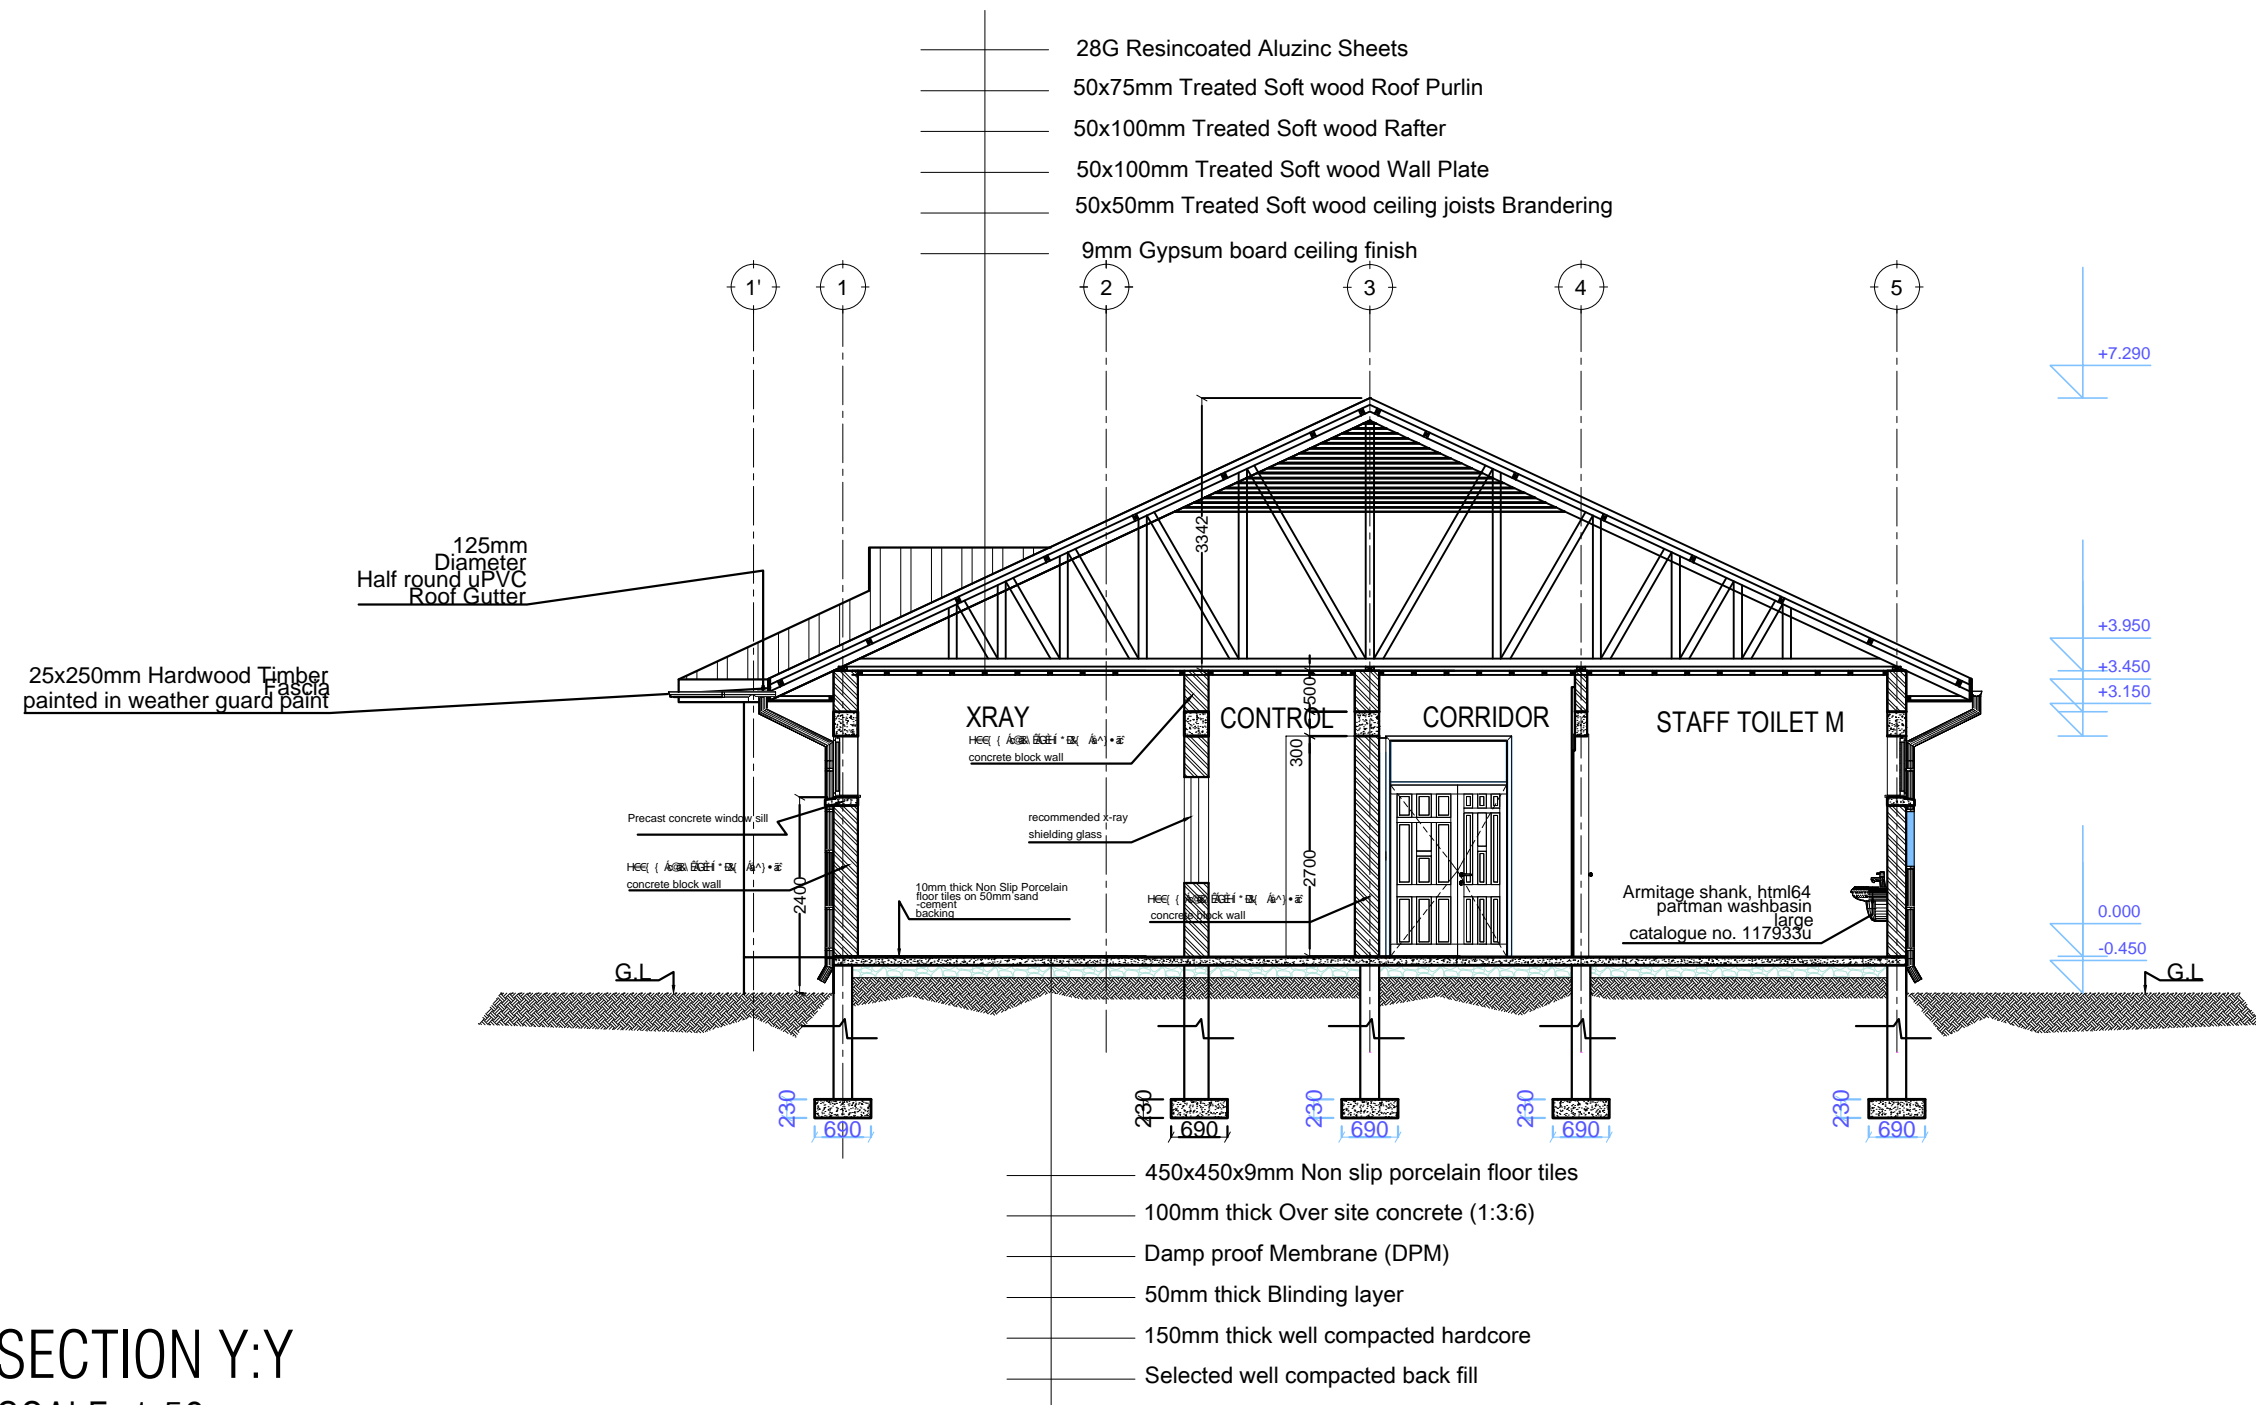 28G Resincoated Aluzinc Sheets
50x75mm Treated Soft wood Roof Purlin
50x100mm Treated Soft wood Rafter
50x100mm Treated Soft wood Wall Plate
50x50mm Treated Soft wood ceiling joists Brandering
9mm Gypsum board ceiling finish
1' 1 2 3 4 5
+7.290
3342
125mm
Diameter
Half round uPVC
Roof Gutter
+3.950
25x250mm Hardwood Timber
Fascia
painted in weather guard paint
+3.450
+3.150
500
XRAY CONTROL CORRIDOR STAFF TOILET M
concrete block wall
300
Precast concrete window sill
recommended x-ray
shielding glass
concrete block wall
2400
2700
10mm thick Non Slip Porcelain
floor tiles on 50mm sand
-cement
backing
concrete block wall
Armitage shank, html64
partman washbasin
large
catalogue no. 117933u
0.000
-0.450
G.L G.L
230 230 230 230 230
690 690 690 690 690
450x450x9mm Non slip porcelain floor tiles
100mm thick Over site concrete (1:3:6)
Damp proof Membrane (DPM)
50mm thick Blinding layer
150mm thick well compacted hardcore
Selected well compacted back fill
SECTION Y:Y